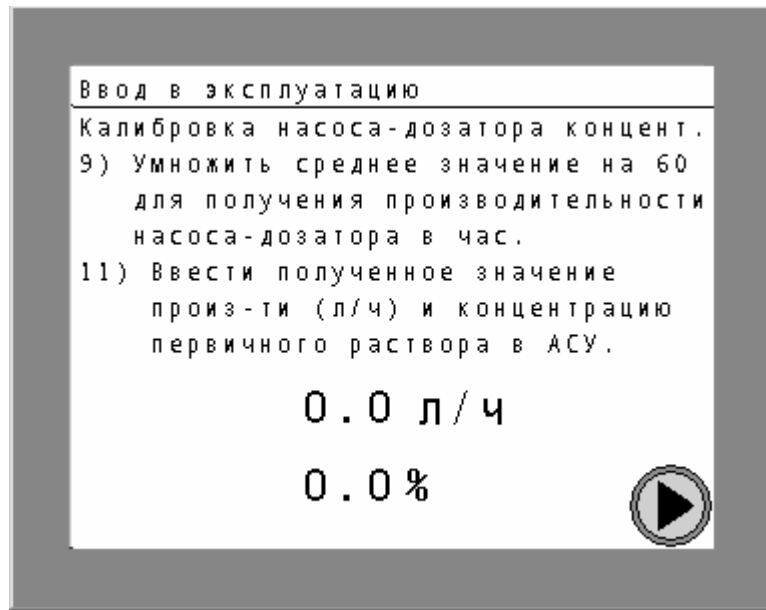 Ввод в эксплуатацию
Калибровка насоса-дозатора концент.
9) Умножить среднее значение на 60
для получения производительности
насоса-дозатора в час.
11) Ввести полученное значение
произ-ти (л/ч) и концентрацию
первичного раствора в АСУ.
0.0 л/ч
0.0%